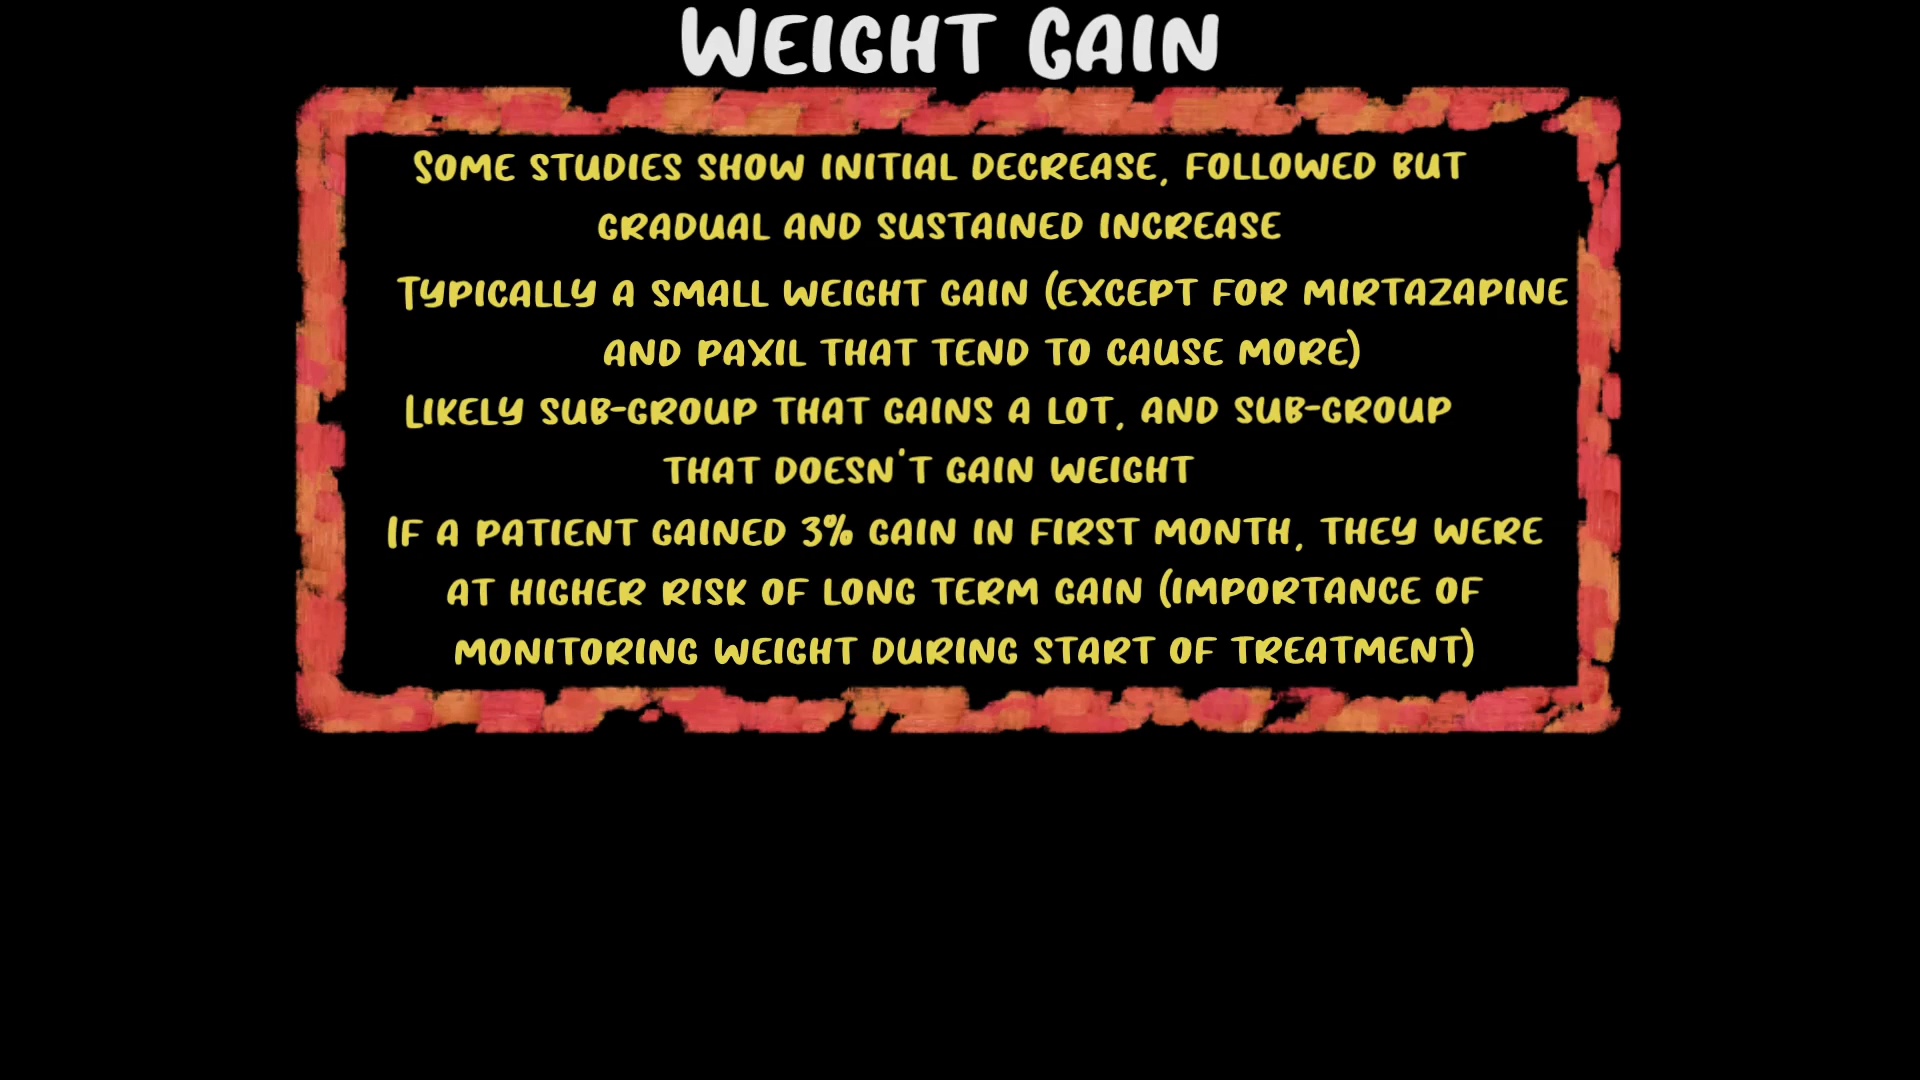 Weight Gain
Some studies show initial decrease, followed but
gradual and sustained increase
Typically a small weight gain (except for mirtazapine
and Paxil that tend to cause more)
Likely sub-group that gains a lot, and sub-group
that doesn't gain weight
If a patient gained 3% gain in first month, they were
at higher risk of long term gain (importance of
monitoring weight during start of treatment)